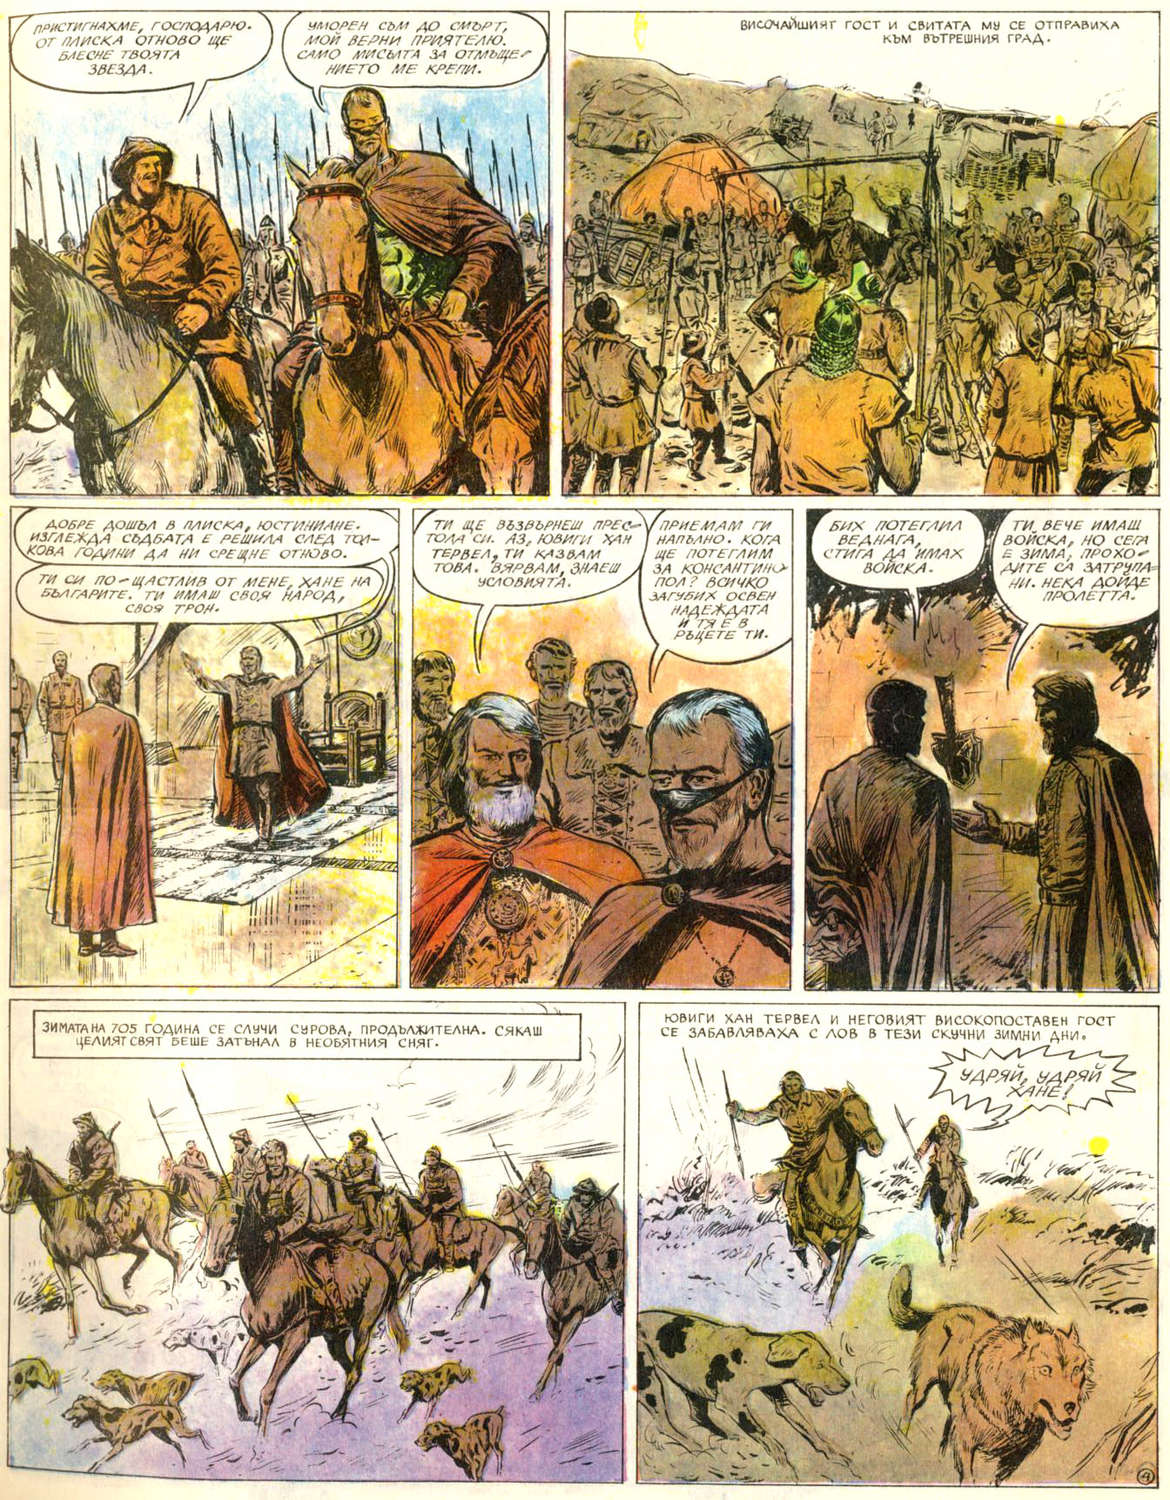 ПРИСТИГНАХМЕ, ГОСПОДАРЮ.
ОТ ПЛИСКА ОТНОВО ЩЕ
БЛЕСНЕ ТВОЯТА
ЗВЕЗДА.
УМОРЕН СЪМ ДО СМЪРТ,
МОЙ ВЕРНИ ПРИЯТЕЛЮ.
САМО МИСЪЛТА ЗА ОТМЪЩЕ-
НИЕТО МЕ КРЕПИ.
ВИСОЧАЙШИЯТ ГОСТ И СВИТАТА МУ СЕ ОТПРАВИХА
КЪМ ВЪТРЕШНИЯ ГРАД.
ДОБРЕ ДОШЪЛ В ПЛИСКА, ЮСТИНИАНЕ.
ИЗГЛЕЖДА СЪДБАТА Е РЕШИЛА СЛЕД ТОЛ-
КОВА ГОДИНИ ДА НИ СРЕЩНЕ ОТНОВО.
ТИ СИ ПО-ЩАСТЛИВ ОТ МЕНЕ, ХАНЕ НА
БЪЛГАРИТЕ. ТИ ИМАШ СВОЯ НАРОД,
СВОЯ ТРОН.
ТИ ЩЕ ВЪЗВЪРНЕШ ПРЕС-
ТОЛА СИ. АЗ, ЮВИГИ ХАН
ТЕРВЕЛ, ТИ КАЗВАМ
ТОВА. ВЯРВАМ, ЗНАЕШ
УСЛОВИЯТА.
ПРИЕМАМ ГИ
НАПЪЛНО. КОГА
ЩЕ ПОТЕГЛИМ
ЗА КОНСАНТИНО
ПОЛ? ВСИЧКО
ЗАГУБИХ ОСВЕН
НАДЕЖДАТА
И ТЯ Е В
РЪЦЕТЕ ТИ.
БИХ ПОТЕГЛИЛ
ВЕДНАГА,
СТИГА ДА ИМАХ
ВОЙСКА.
ТИ ВЕЧЕ ИМАШ
ВОЙСКА, НО СЕГА
Е ЗИМА, ПРОХО-
ДИТЕ СА ЗАТРУПА-
НИ. НЕКА ДОЙДЕ
ПРОЛЕТТА.
ЗИМАТА НА 705 ГОДИНА СЕ СЛУЧИ СУРОВА, ПРОДЪЛЖИТЕЛНА. СЯКАШ
ЦЕЛИЯТ СВЯТ БЕШЕ ЗАТЪНАЛ В НЕОБЯТНИЯ СНЯГ.
ЮВИГИ ХАН ТЕРВЕЛ И НЕГОВИЯТ ВИСОКОПОСТАВЕН ГОСТ
СЕ ЗАБАВЛЯВАХА С ЛОВ В ТЕЗИ СКУЧНИ ЗИМНИ ДНИ.
УДРЯЙ, УДРЯЙ
ХАНЕ!
4